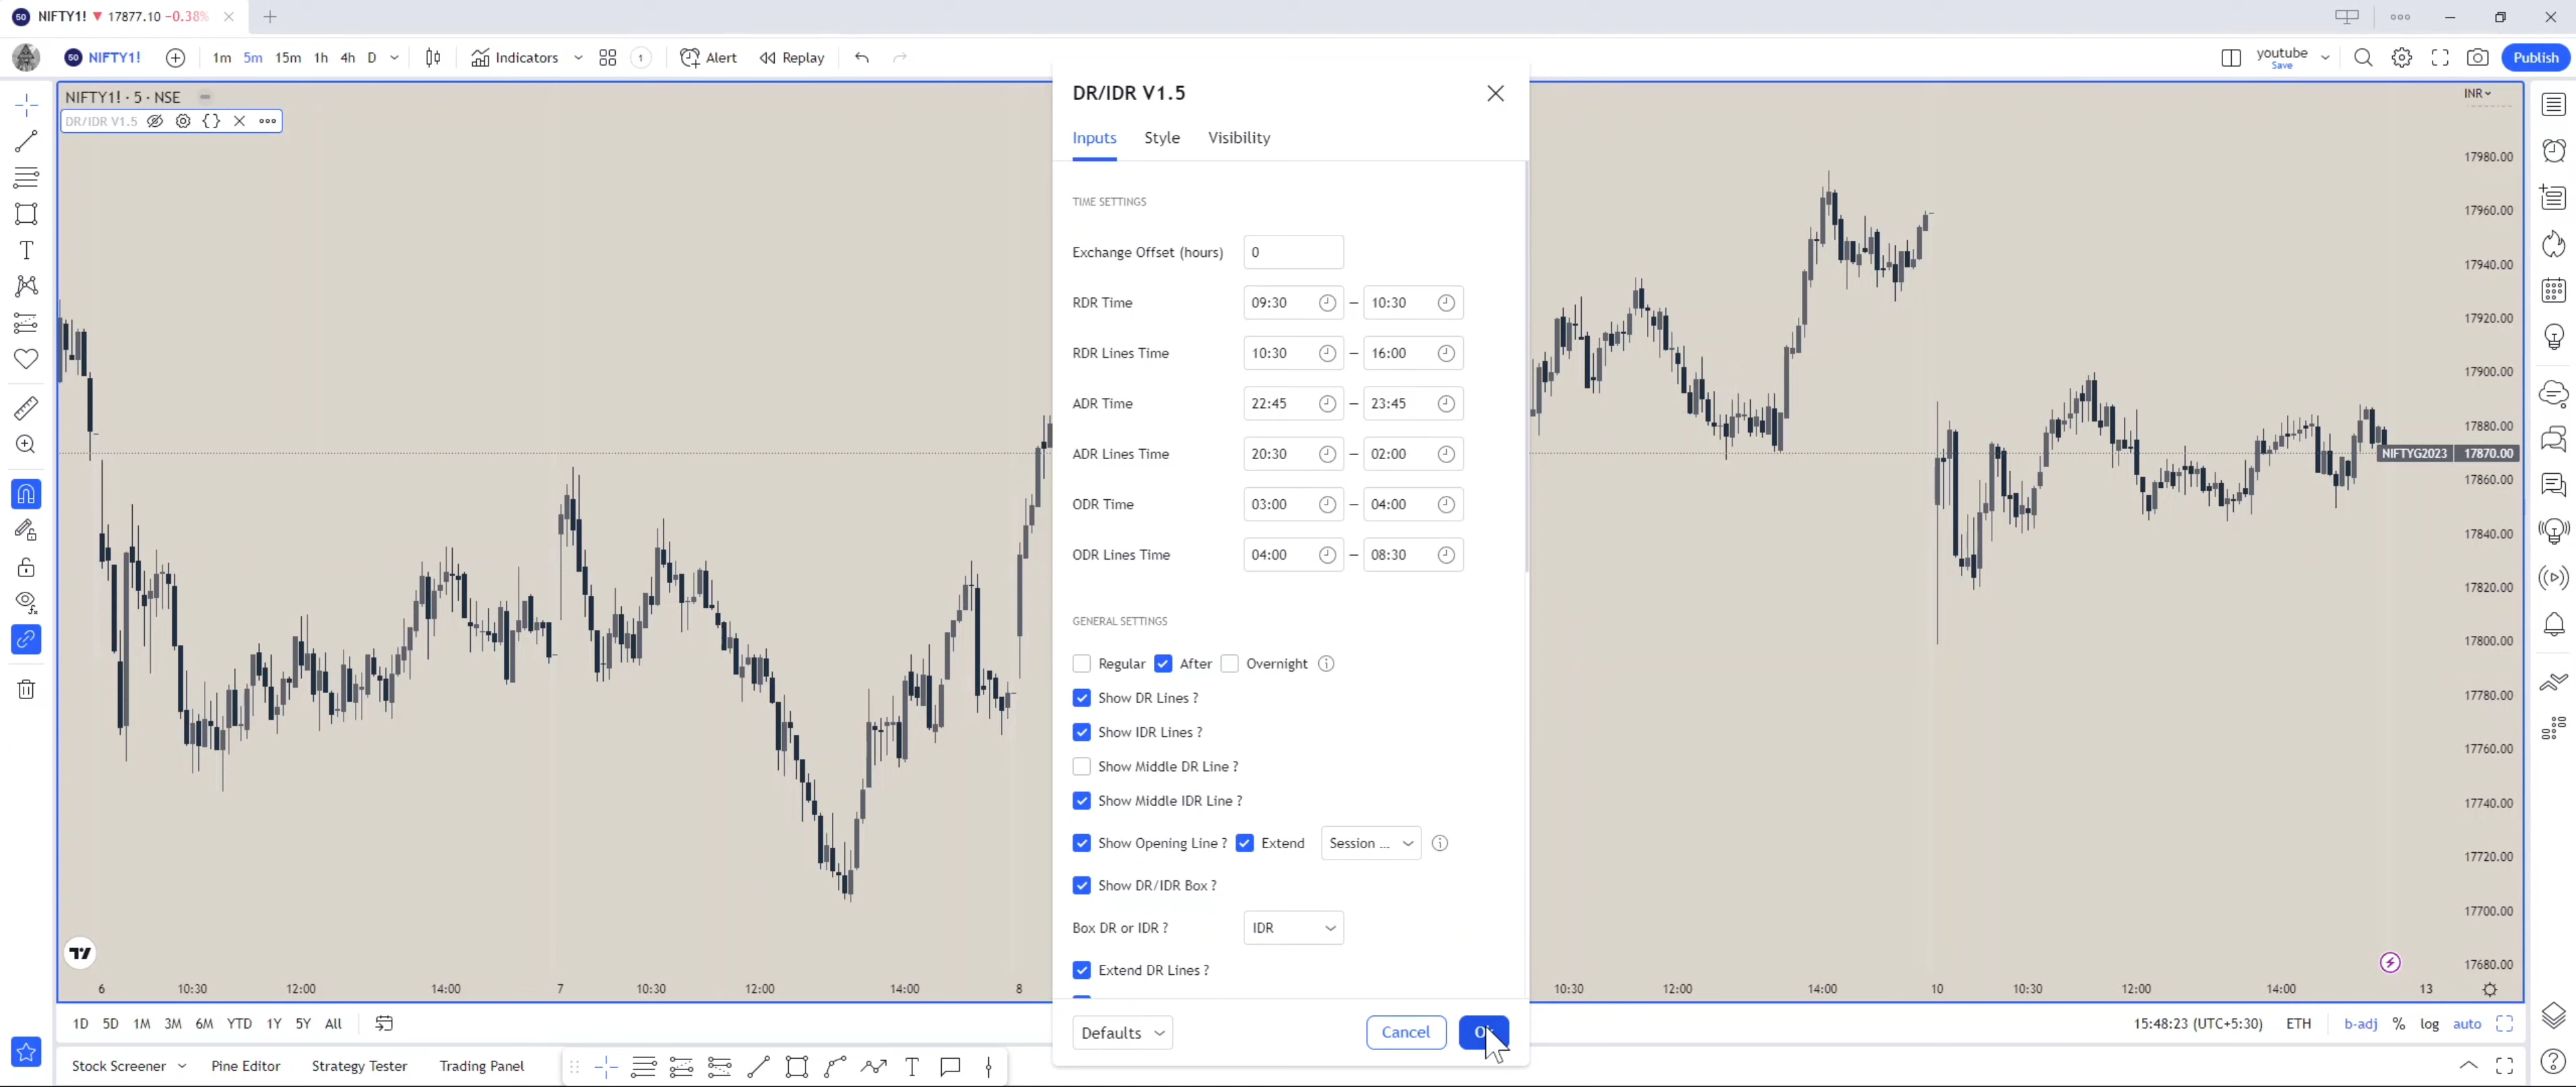 50 NIFTY1! ▼ 17877.10 -0.38%
50 NIFTY1! 1m 5m 15m 1h 4h D Indicators 1 Alert Replay youtube Save Publish
NIFTY1! · 5 · NSE
DR/IDR V1.5
INR
DR/IDR V1.5
Inputs Style Visibility
TIME SETTINGS
Exchange Offset (hours) 0
RDR Time 09:30 – 10:30
RDR Lines Time 10:30 – 16:00
ADR Time 22:45 – 23:45
ADR Lines Time 20:30 – 02:00
ODR Time 03:00 – 04:00
ODR Lines Time 04:00 – 08:30
GENERAL SETTINGS
Regular After Overnight
Show DR Lines ?
Show IDR Lines ?
Show Middle DR Line ?
Show Middle IDR Line ?
Show Opening Line ? Extend Session ...
Show DR/IDR Box ?
Box DR or IDR ? IDR
Extend DR Lines ?
Defaults Cancel
17980.00
17960.00
17940.00
17920.00
17900.00
17880.00
NIFTYG2023 17870.00
17860.00
17840.00
17820.00
17800.00
17780.00
17760.00
17740.00
17720.00
17700.00
17680.00
6 10:30 12:00 14:00 7 10:30 12:00 14:00 8 10:30 12:00 14:00 10 10:30 12:00 14:00 13
1D 5D 1M 3M 6M YTD 1Y 5Y All 15:48:23 (UTC+5:30) ETH b-adj % log auto
Stock Screener Pine Editor Strategy Tester Trading Panel